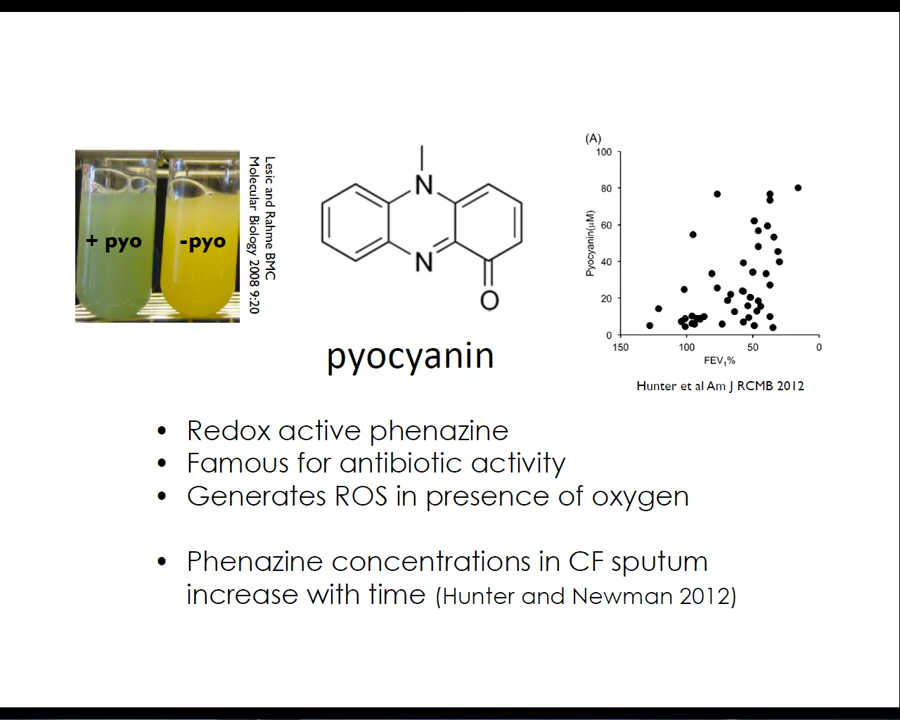 + pyo
-pyo
Lesic and Rahme BMC
Molecular Biology 2008 9:20
N
N
O
pyocyanin
(A)
100
80
60
40
20
0
Pyocyanin(μM)
150
100
50
0
FEV₁%
Hunter et al Am J RCMB 2012
• Redox active phenazine
• Famous for antibiotic activity
• Generates ROS in presence of oxygen
• Phenazine concentrations in CF sputum
increase with time (Hunter and Newman 2012)